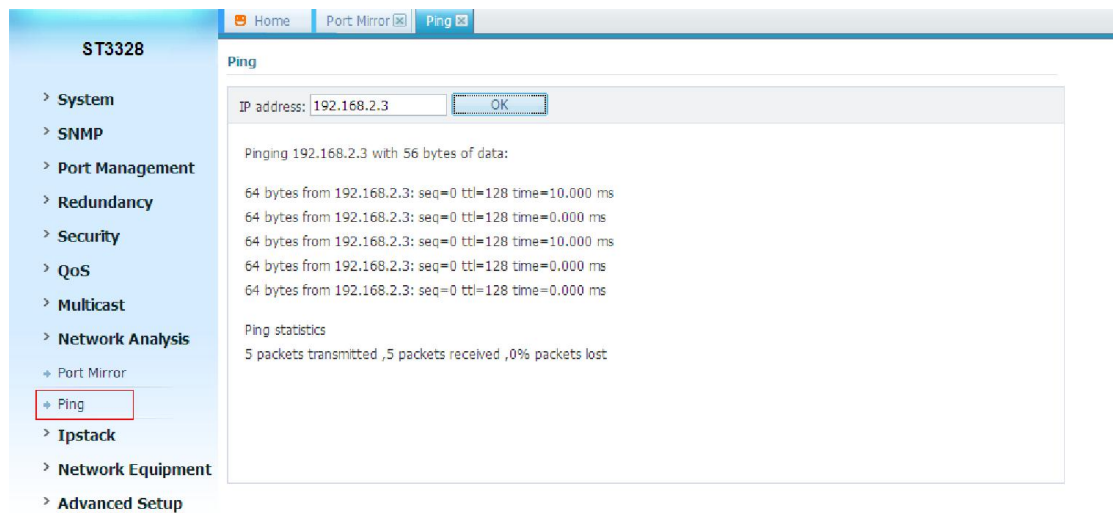 Home Port Mirror Ping
ST3328
Ping
System
SNMP
Port Management
Redundancy
Security
QoS
Multicast
Network Analysis
Port Mirror
Ping
Ipstack
Network Equipment
Advanced Setup
IP address: 192.168.2.3 OK
Pinging 192.168.2.3 with 56 bytes of data:
64 bytes from 192.168.2.3: seq=0 ttl=128 time=10.000 ms
64 bytes from 192.168.2.3: seq=0 ttl=128 time=0.000 ms
64 bytes from 192.168.2.3: seq=0 ttl=128 time=10.000 ms
64 bytes from 192.168.2.3: seq=0 ttl=128 time=0.000 ms
64 bytes from 192.168.2.3: seq=0 ttl=128 time=0.000 ms
Ping statistics
5 packets transmitted ,5 packets received ,0% packets lost